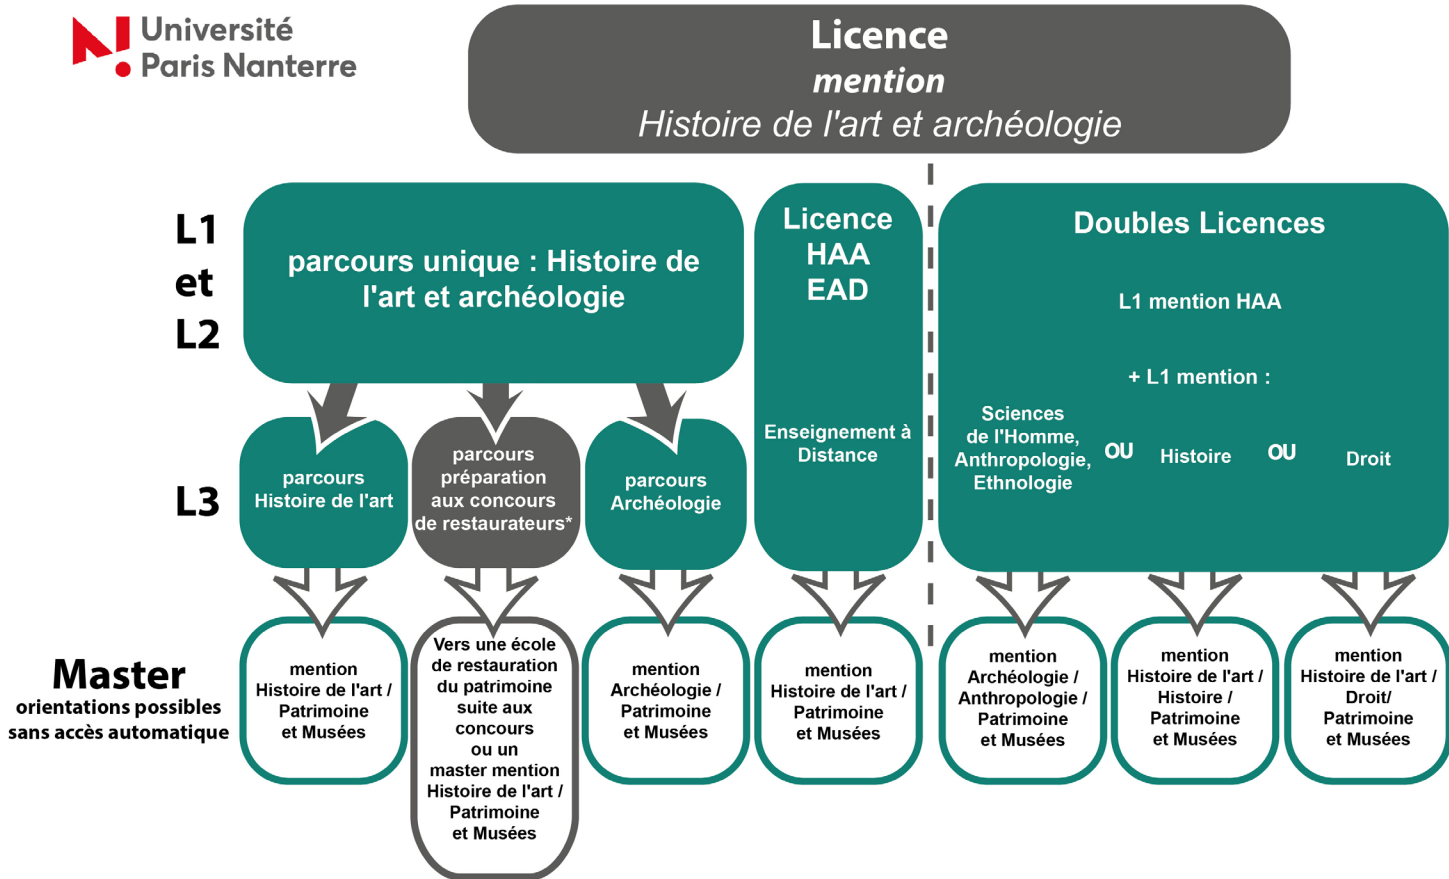 Université
Paris Nanterre
Licence
mention
Histoire de l'art et archéologie
L1
et
L2
parcours unique : Histoire de
l'art et archéologie
Licence
HAA
EAD
Enseignement à
Distance
Doubles Licences
L1 mention HAA
+ L1 mention :
Sciences
de l'Homme,
Anthropologie,
Ethnologie
OU
Histoire
OU
Droit
L3
parcours
Histoire de l'art
parcours
préparation
aux concours
de restaurateurs*
parcours
Archéologie
Master
orientations possibles
sans accès automatique
mention
Histoire de l'art /
Patrimoine
et Musées
Vers une école
de restauration
du patrimoine
suite aux
concours
ou un
master mention
Histoire de l'art /
Patrimoine
et Musées
mention
Archéologie /
Patrimoine
et Musées
mention
Histoire de l'art /
Patrimoine
et Musées
mention
Archéologie /
Anthropologie /
Patrimoine
et Musées
mention
Histoire de l'art /
Histoire /
Patrimoine
et Musées
mention
Histoire de l'art /
Droit/
Patrimoine
et Musées